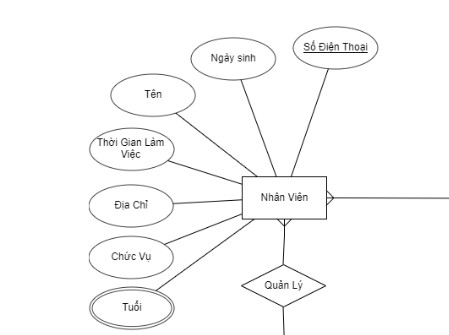 Số Điện Thoại
Ngày sinh
Tên
Thời Gian Làm
Việc
Nhân Viên
Địa Chỉ
Chức Vụ
Quản Lý
Tuổi